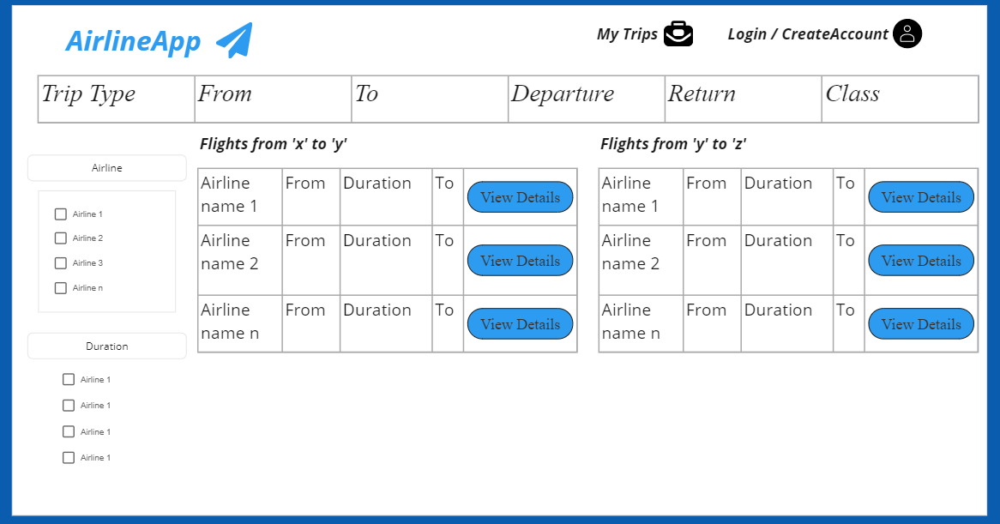 AirlineApp
My Trips
Login / CreateAccount
Trip Type From To Departure Return Class
Flights from 'x' to 'y'
Flights from 'y' to 'z'
Airline
Airline 1
Airline 2
Airline 3
Airline n
Duration
Airline 1
Airline 1
Airline 1
Airline 1
Airline From Duration To
name 1
View Details
Airline From Duration To
name 2
View Details
Airline From Duration To
name n
View Details
Airline From Duration To
name 1
View Details
Airline From Duration To
name 2
View Details
Airline From Duration To
name n
View Details